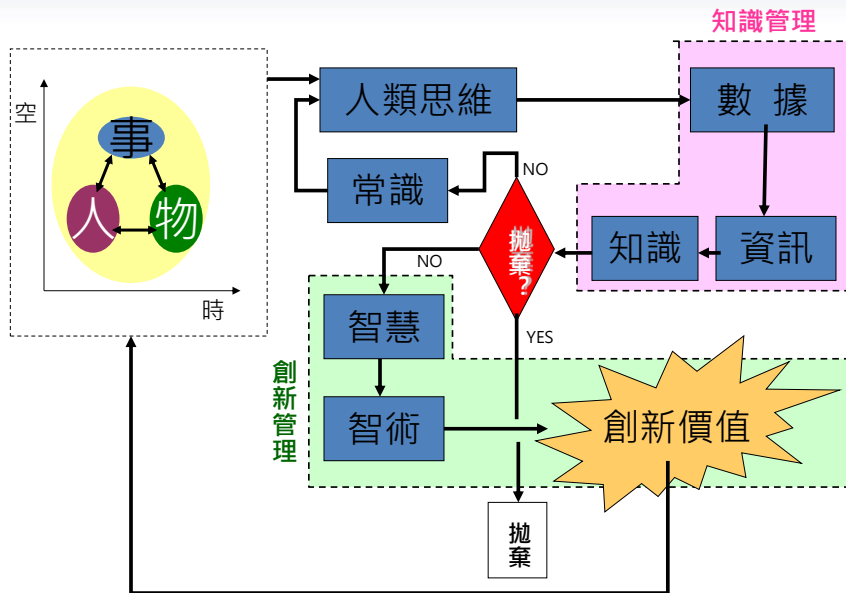 知識管理
空
事
人
物
時
人類思維
常識
數 據
資訊
知識
拋棄?
NO
NO
YES
智慧
智術
創新管理
創新價值
拋棄